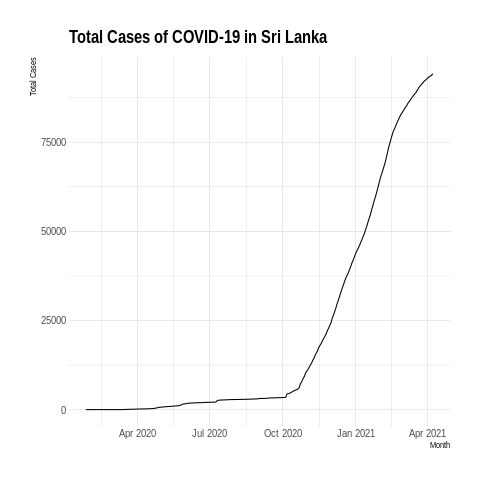 Total Cases of COVID-19 in Sri Lanka
Total Cases
75000
50000
25000
0
Apr 2020 Jul 2020 Oct 2020 Jan 2021 Apr 2021
Month